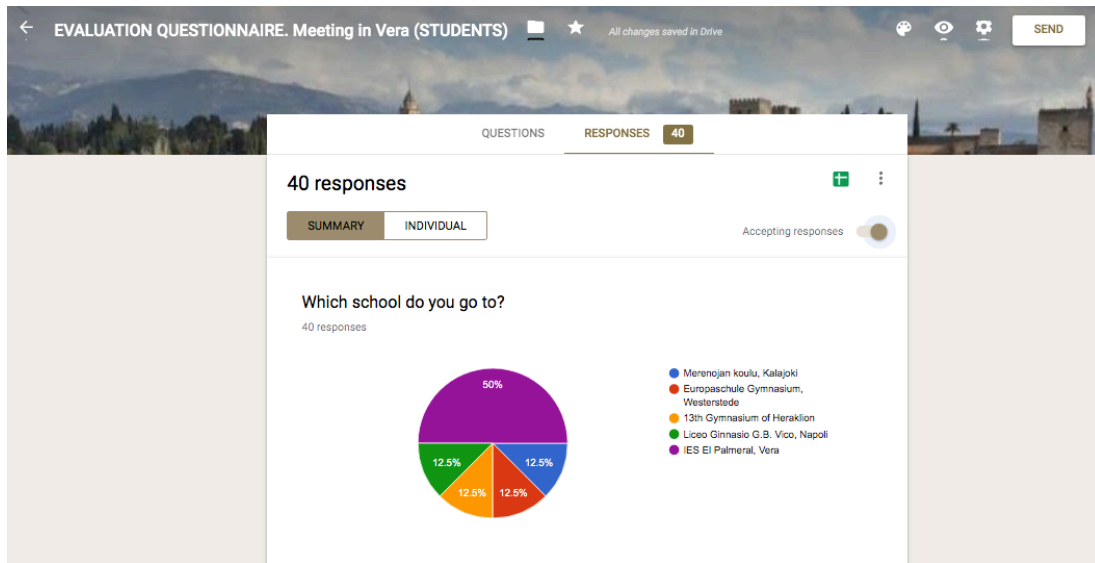 EVALUATION QUESTIONNAIRE. Meeting in Vera (STUDENTS)
All changes saved in Drive
SEND
QUESTIONS
RESPONSES 40
40 responses
SUMMARY
INDIVIDUAL
Accepting responses
Which school do you go to?
40 responses
50%
12.5%
12.5%
12.5%
12.5%
Merenojan koulu, Kalajoki
Europaschule Gymnasium,
Westerstede
13th Gymnasium of Heraklion
Liceo Ginnasio G.B. Vico, Napoli
IES El Palmeral, Vera